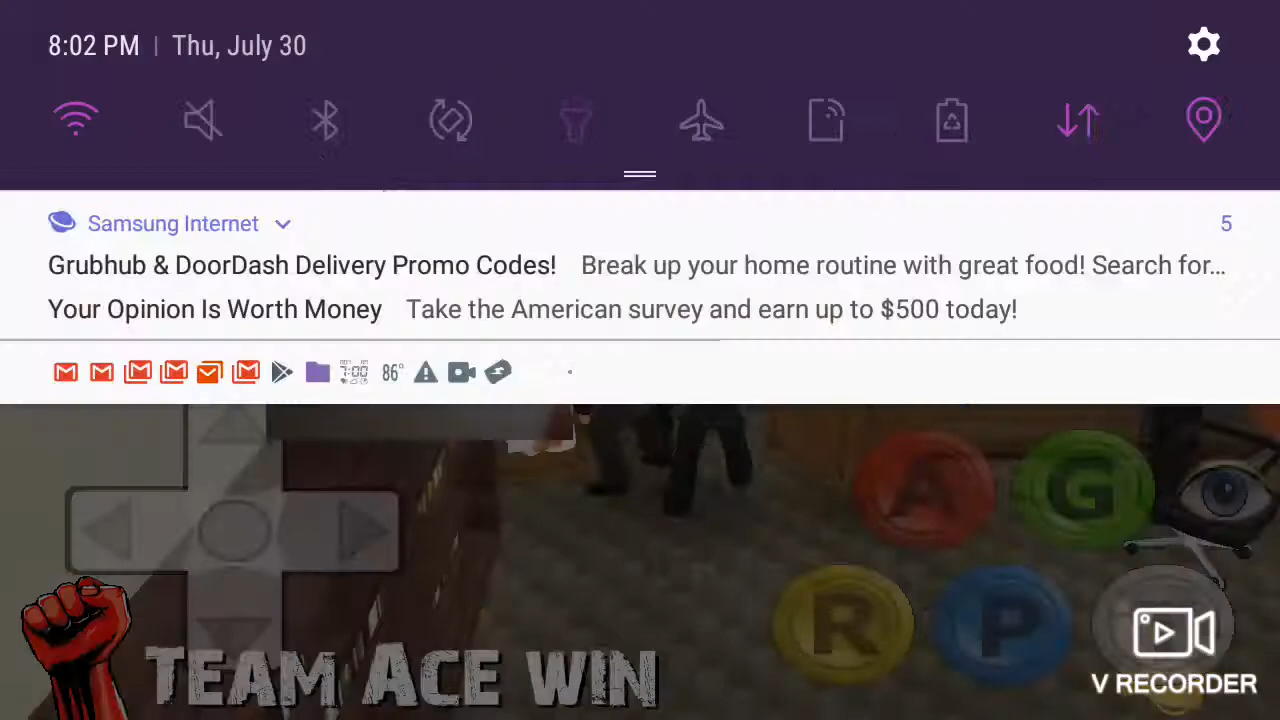 8:02 PM | Thu, July 30
Samsung Internet 5
Grubhub & DoorDash Delivery Promo Codes! Break up your home routine with great food! Search for...
Your Opinion Is Worth Money Take the American survey and earn up to $500 today!
7:00 86°
A G
R P
TEAM ACE WIN
V RECORDER